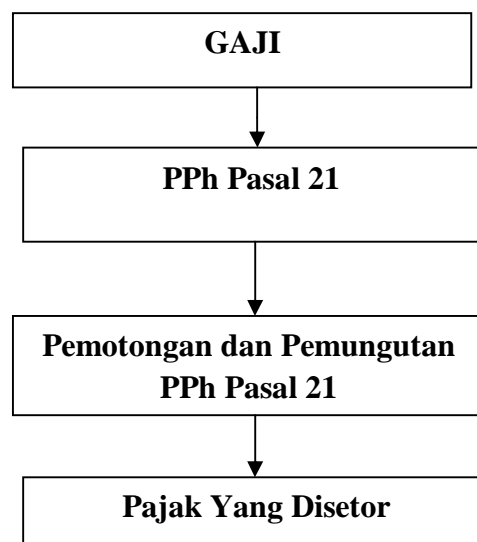 GAJI
PPh Pasal 21
Pemotongan dan Pemungutan
PPh Pasal 21
Pajak Yang Disetor